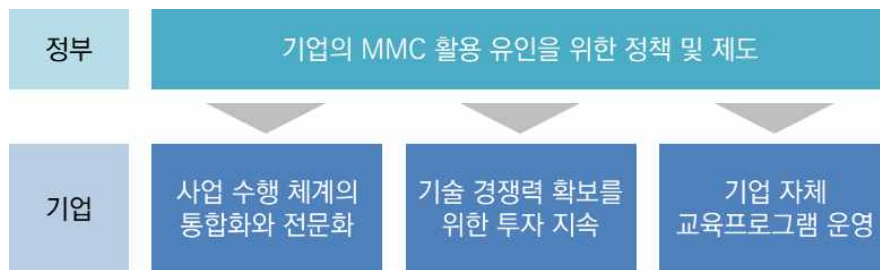 정부
기업의 MMC 활용 유인을 위한 정책 및 제도
기업
사업 수행 체계의
통합화와 전문화
기술 경쟁력 확보를
위한 투자 지속
기업 자체
교육프로그램 운영